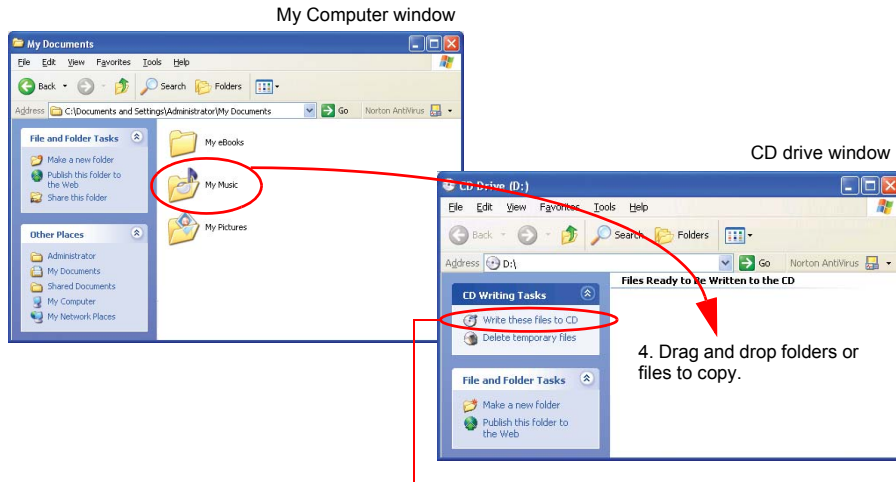 My Computer window
My Documents
File Edit View Favorites Tools Help
Back Search Folders
Address C:\Documents and Settings\Administrator\My Documents Go Norton AntiVirus
File and Folder Tasks
Make a new folder
Publish this folder to
the Web
Share this folder
Other Places
Administrator
My Documents
Shared Documents
My Computer
My Network Places
My eBooks
My Music
My Pictures
CD drive window
CD Drive (D:)
File Edit View Favorites Tools Help
Back Search Folders
Address D:\ Go Norton AntiVirus
CD Writing Tasks
Write these files to CD
Delete temporary files
File and Folder Tasks
Make a new folder
Publish this folder to
the Web
Files Ready to Be Written to the CD
4. Drag and drop folders or
files to copy.